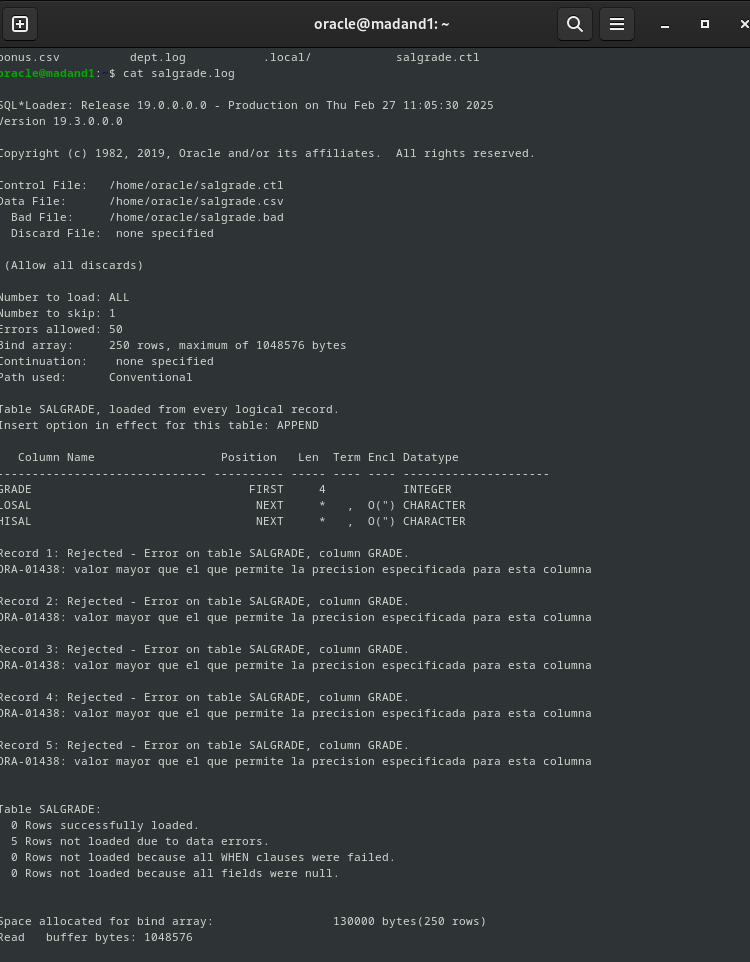 oracle@madand1: ~
bonus.csv          dept.log           .local/            salgrade.ctl
oracle@madand1:~$ cat salgrade.log
SQL*Loader: Release 19.0.0.0.0 - Production on Thu Feb 27 11:05:30 2025
Version 19.3.0.0.0
Copyright (c) 1982, 2019, Oracle and/or its affiliates.  All rights reserved.
Control File:   /home/oracle/salgrade.ctl
Data File:      /home/oracle/salgrade.csv
  Bad File:     /home/oracle/salgrade.bad
  Discard File:  none specified
 (Allow all discards)
Number to load: ALL
Number to skip: 1
Errors allowed: 50
Bind array:     250 rows, maximum of 1048576 bytes
Continuation:    none specified
Path used:      Conventional
Table SALGRADE, loaded from every logical record.
Insert option in effect for this table: APPEND
   Column Name                  Position   Len  Term Encl Datatype
------------------------------ ---------- ----- ---- ---- ---------------------
GRADE                               FIRST     4           INTEGER
LOSAL                                NEXT     *   ,  O(") CHARACTER
HISAL                                NEXT     *   ,  O(") CHARACTER
Record 1: Rejected - Error on table SALGRADE, column GRADE.
ORA-01438: valor mayor que el que permite la precision especificada para esta columna
Record 2: Rejected - Error on table SALGRADE, column GRADE.
ORA-01438: valor mayor que el que permite la precision especificada para esta columna
Record 3: Rejected - Error on table SALGRADE, column GRADE.
ORA-01438: valor mayor que el que permite la precision especificada para esta columna
Record 4: Rejected - Error on table SALGRADE, column GRADE.
ORA-01438: valor mayor que el que permite la precision especificada para esta columna
Record 5: Rejected - Error on table SALGRADE, column GRADE.
ORA-01438: valor mayor que el que permite la precision especificada para esta columna
Table SALGRADE:
  0 Rows successfully loaded.
  5 Rows not loaded due to data errors.
  0 Rows not loaded because all WHEN clauses were failed.
  0 Rows not loaded because all fields were null.
Space allocated for bind array:                 130000 bytes(250 rows)
Read   buffer bytes: 1048576